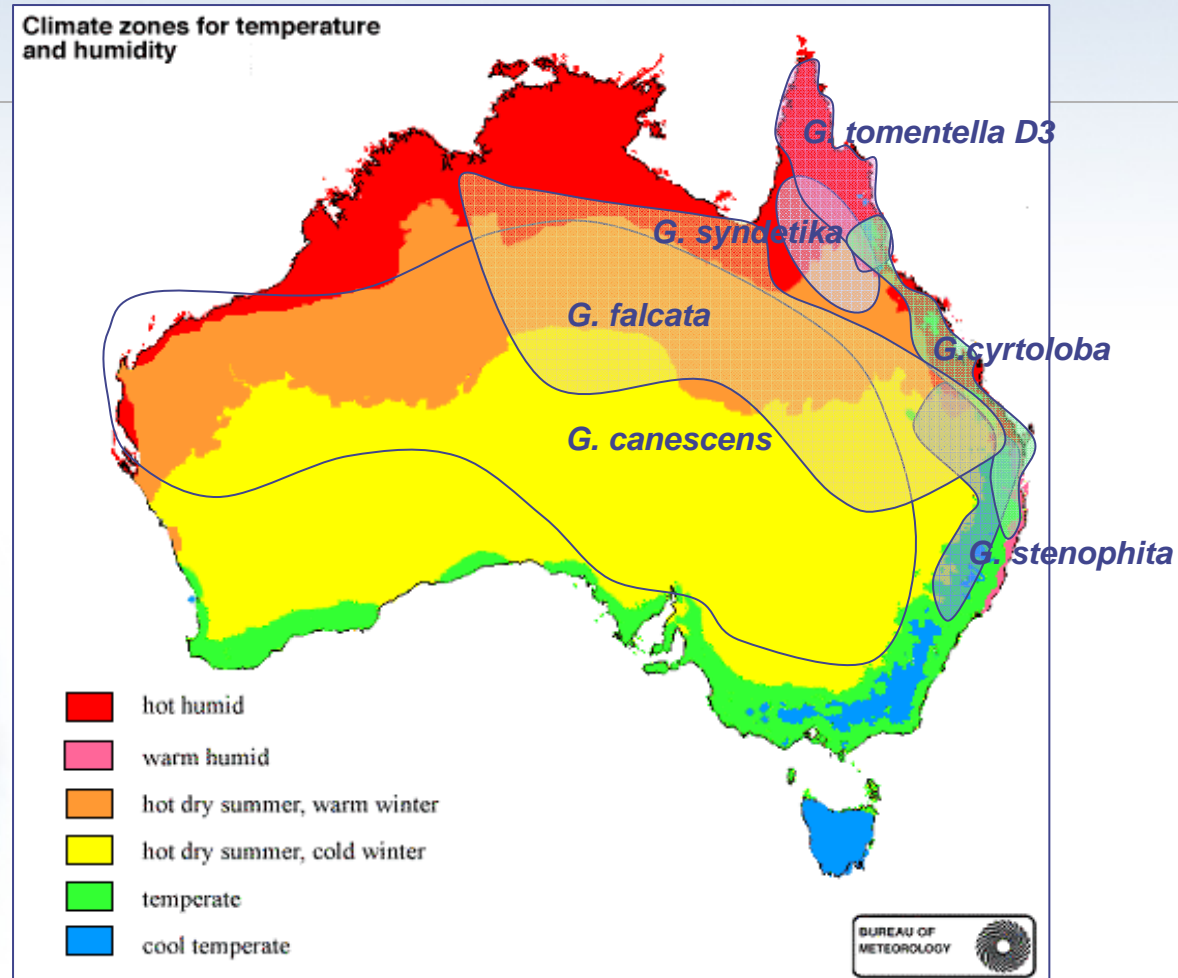 Climate zones for temperature
and humidity
G. tomentella D3
G. syndetika
G. falcata
G.cyrtoloba
G. canescens
G. stenophita
hot humid
warm humid
hot dry summer, warm winter
hot dry summer, cold winter
temperate
cool temperate
BUREAU OF
METEOROLOGY